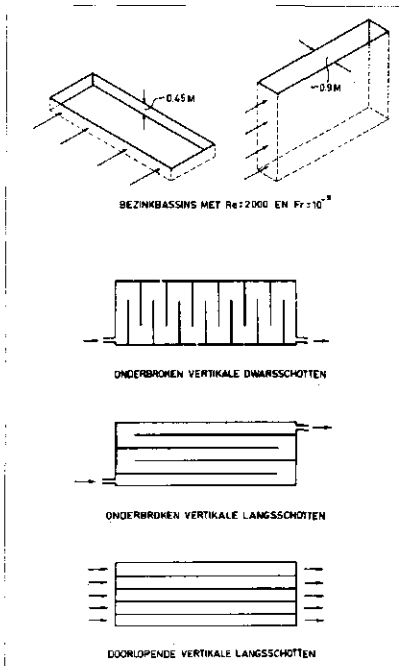 0.45M
0.9M
BEZINKBASSINS MET Re=2000 EN Fr=10⁻⁵
ONDERBROKEN VERTIKALE DWARSSCHOTTEN
ONDERBROKEN VERTIKALE LANGSSCHOTTEN
DOORLOPENDE VERTIKALE LANGSSCHOTTEN